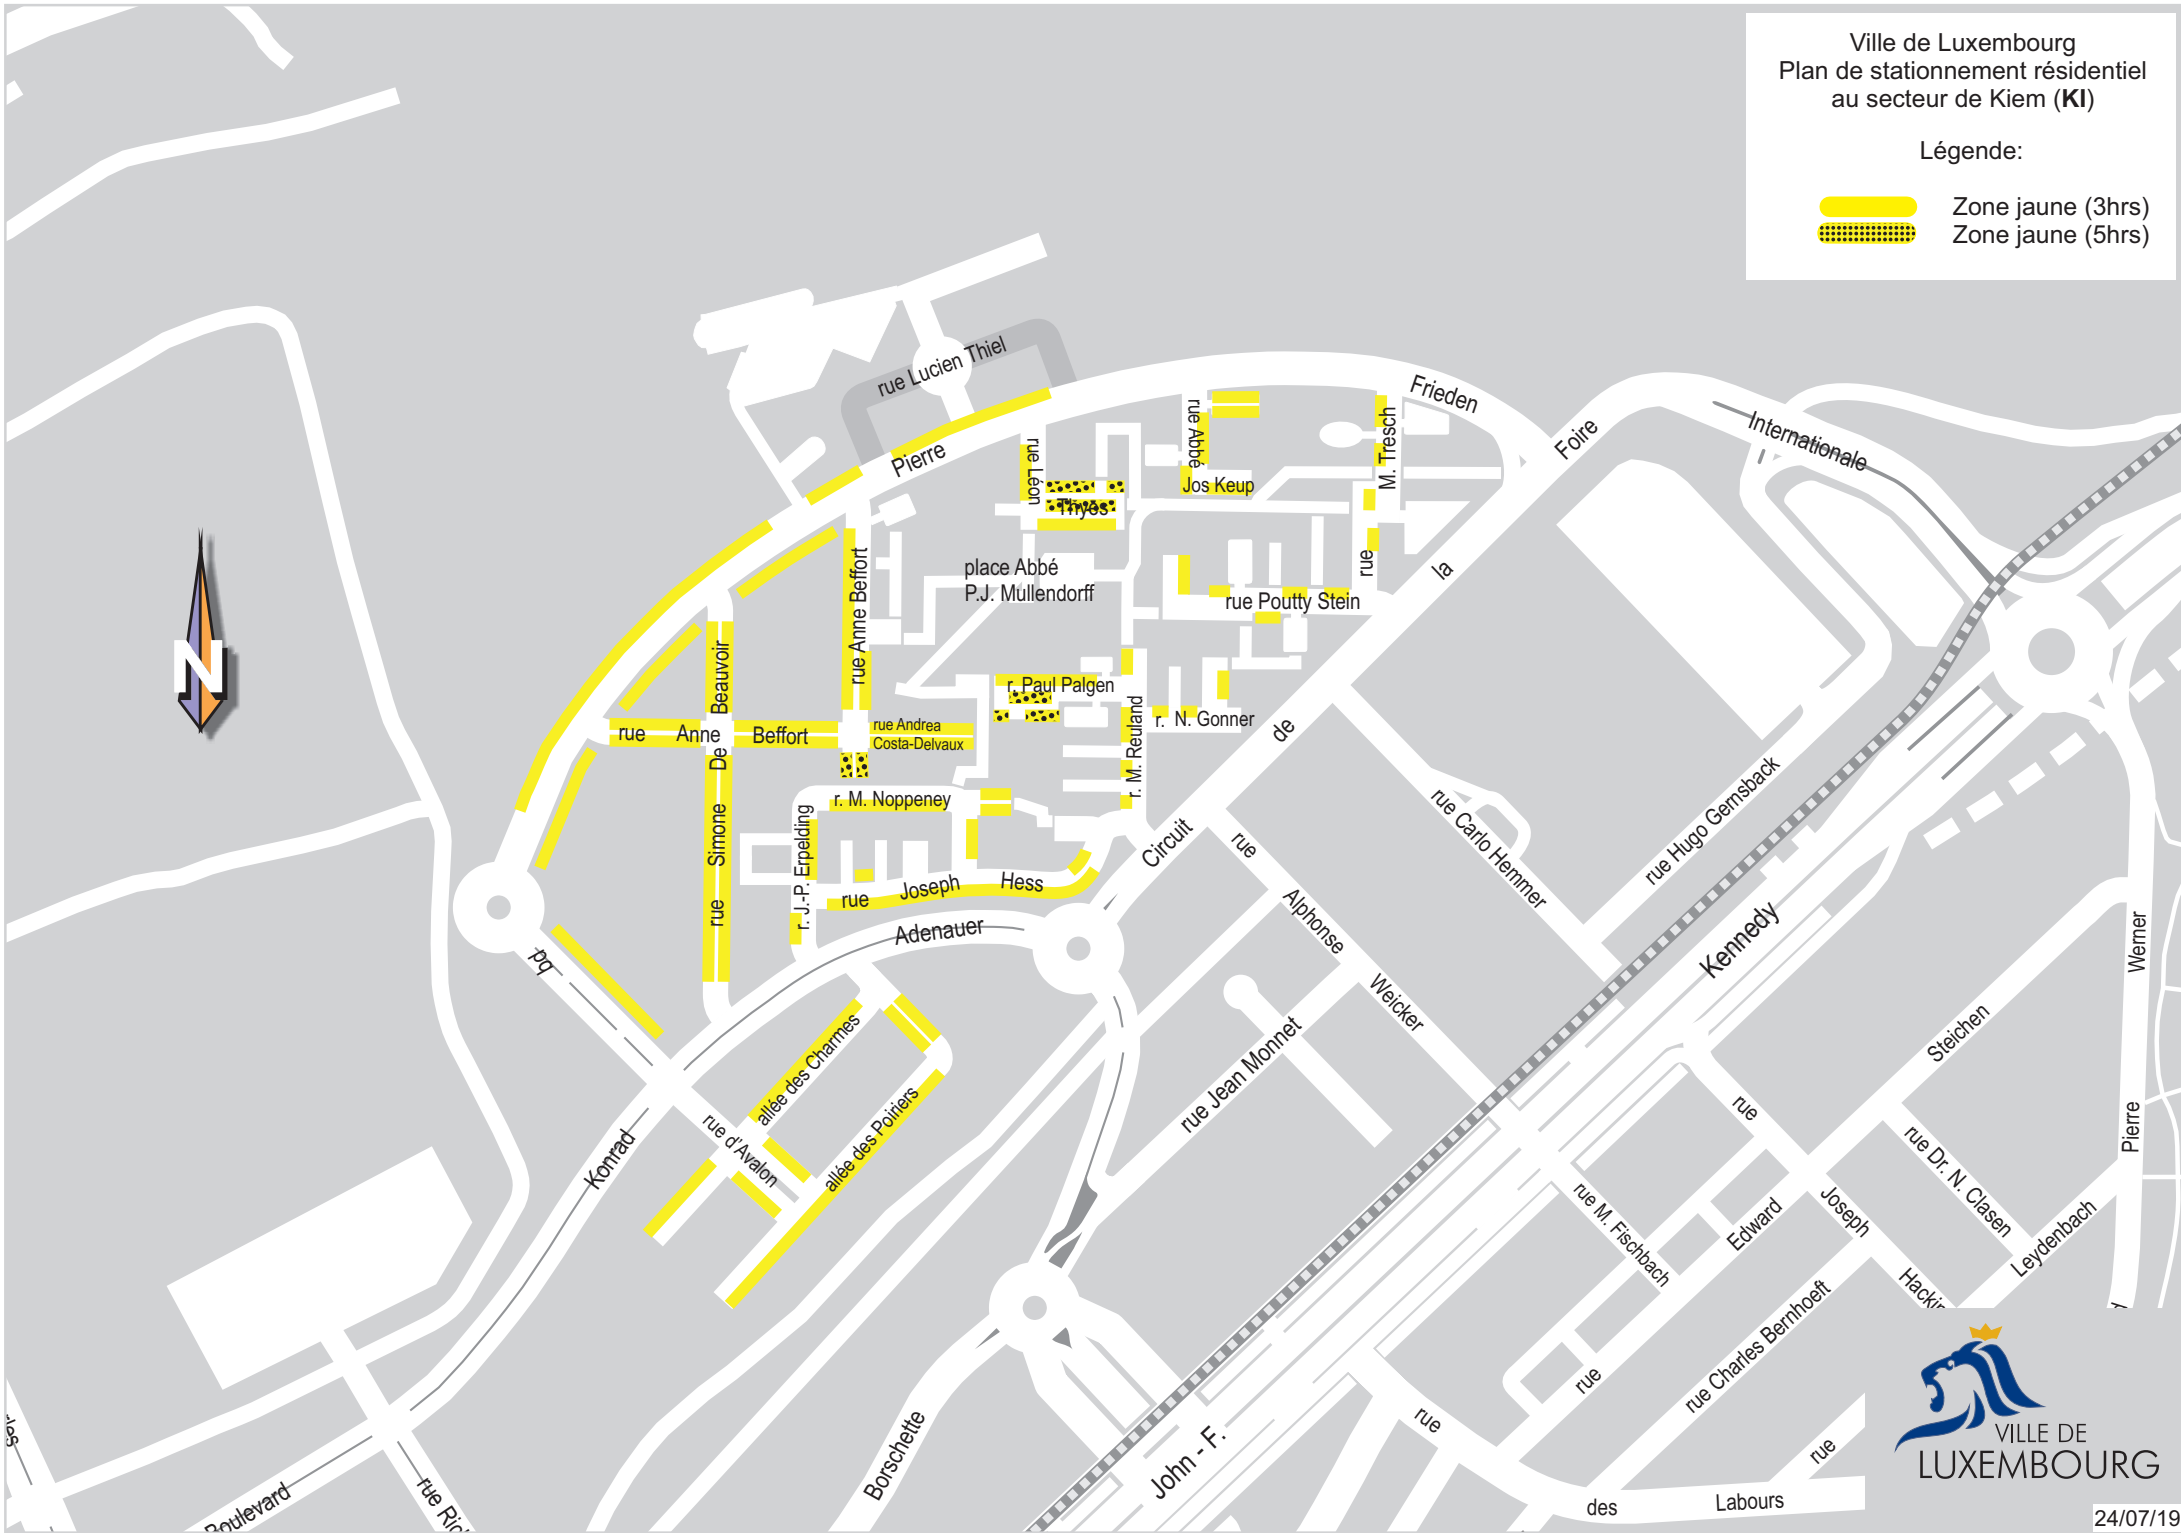 Ville de Luxembourg
Plan de stationnement résidentiel
au secteur de Kiem (KI)
Légende:
Zone jaune (3hrs)
Zone jaune (5hrs)
rue Lucien Thiel
Pierre
Frieden
Foire
Internationale
rue Léon
Thyes
rue Abbé
Jos Keup
M. Tresch
rue
la
place Abbé
P.J. Mullendorff
rue Poutty Stein
rue Anne Beffort
N
Beauvoir
De
Simone
rue
rue
Anne
Beffort
rue Andrea
Costa-Delvaux
r. Paul Palgen
r. M. Reuland
r. N. Gonner
de
r. M. Noppeney
r. J.-P. Erpelding
rue
Joseph
Hess
Circuit
rue
Alphonse
Weicker
rue Carlo Hemmer
rue Hugo Gernsback
Adenauer
bd
Kennedy
Werner
Pierre
allée des Charmes
allée des Poiriers
rue d'Avalon
Konrad
rue Jean Monnet
Steichen
Edward
rue
rue
Joseph
rue Dr. N. Clasen
Leydenbach
rue M. Fischbach
rue Charles Bernhoeft
Borschette
John - F.
rue
des
Labours
rue
Boulevard
VILLE DE
LUXEMBOURG
24/07/19